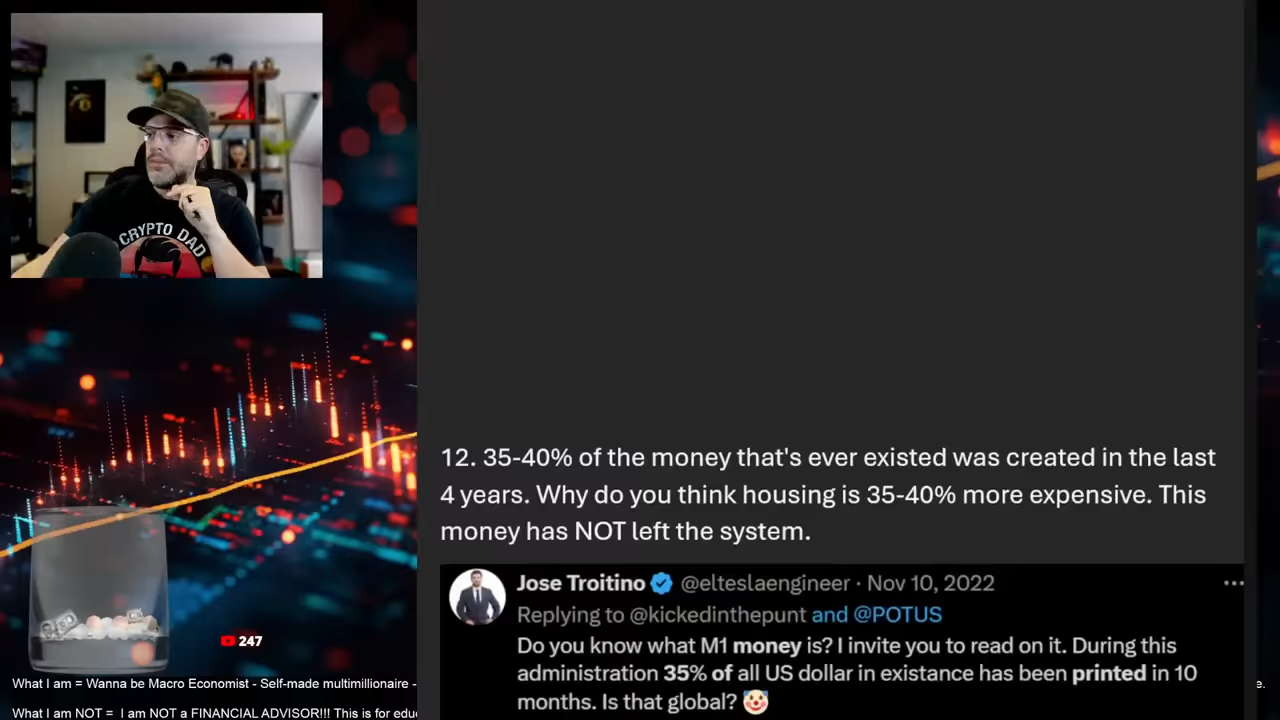 CRYPTO DAD
12. 35-40% of the money that's ever existed was created in the last
4 years. Why do you think housing is 35-40% more expensive. This
money has NOT left the system.
Jose Troitino @elteslaengineer · Nov 10, 2022
Replying to @kickedinthepunt and @POTUS
Do you know what M1 money is? I invite you to read on it. During this
administration 35% of all US dollar in existance has been printed in 10
months. Is that global? 🤡
247
What I am = Wanna be Macro Economist - Self-made multimillionaire -
e.
What I am NOT = I am NOT a FINANCIAL ADVISOR!!! This is for educ